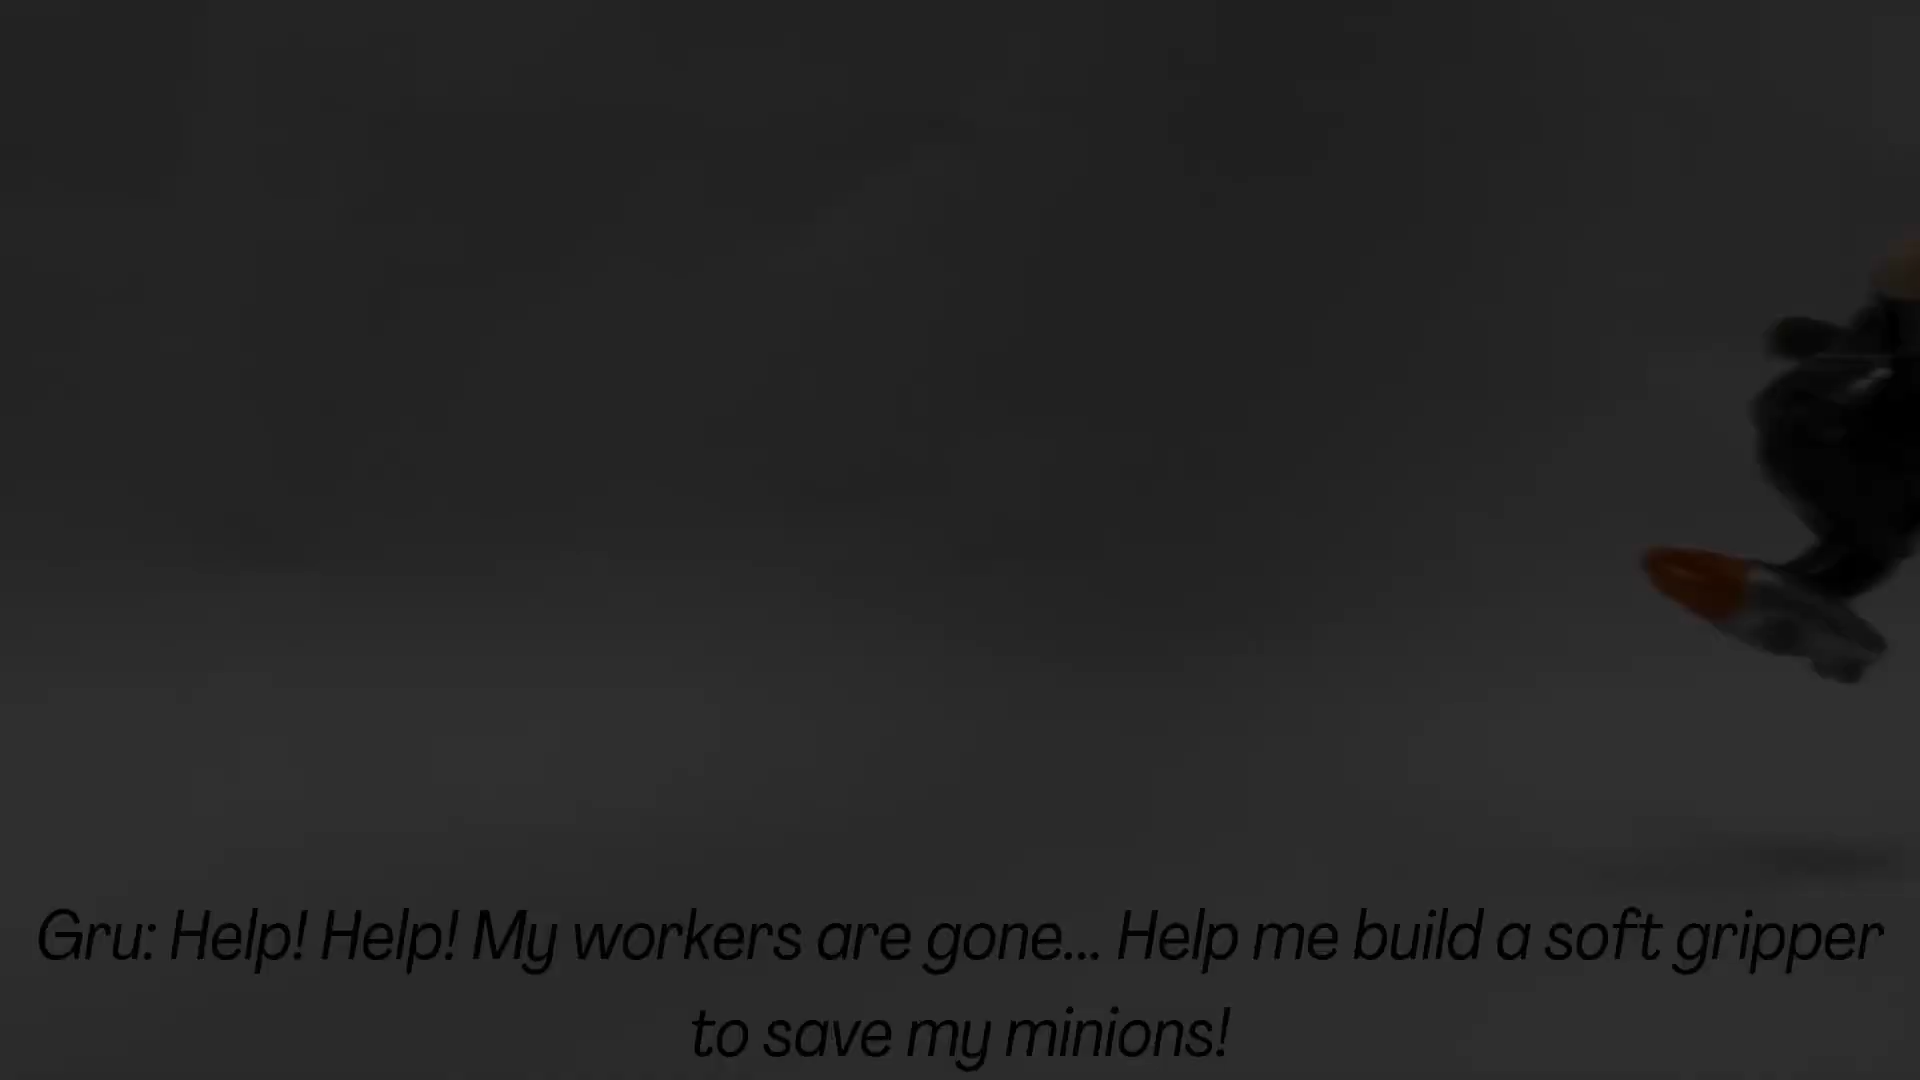 Gru: Help! Help! My workers are gone... Help me build a soft gripper
to save my minions!